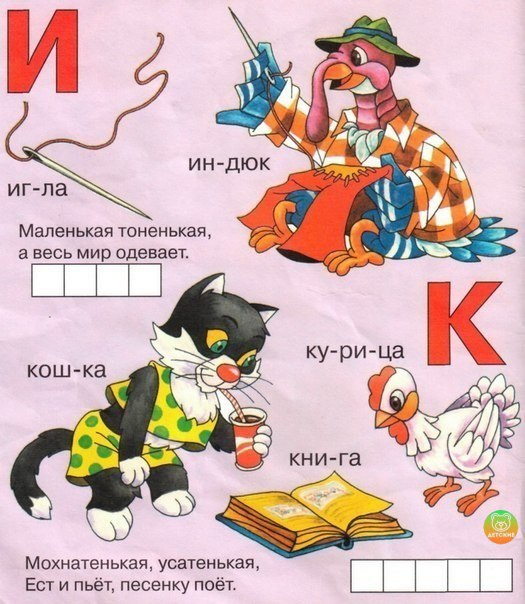 И
иг-ла
ин-дюк
Маленькая тоненькая,
а весь мир одевает.
К
ку-ри-ца
кош-ка
кни-га
Мохнатенькая, усатенькая,
Ест и пьёт, песенку поёт.
ДЕТСКИЕ